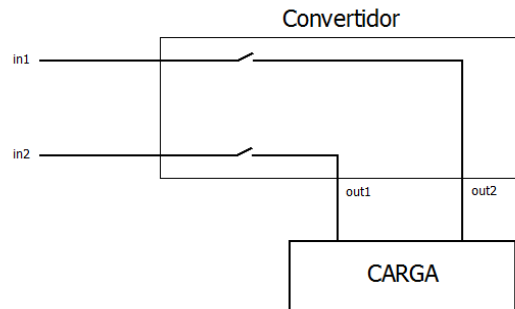 Convertidor
in1
in2
out1
out2
CARGA